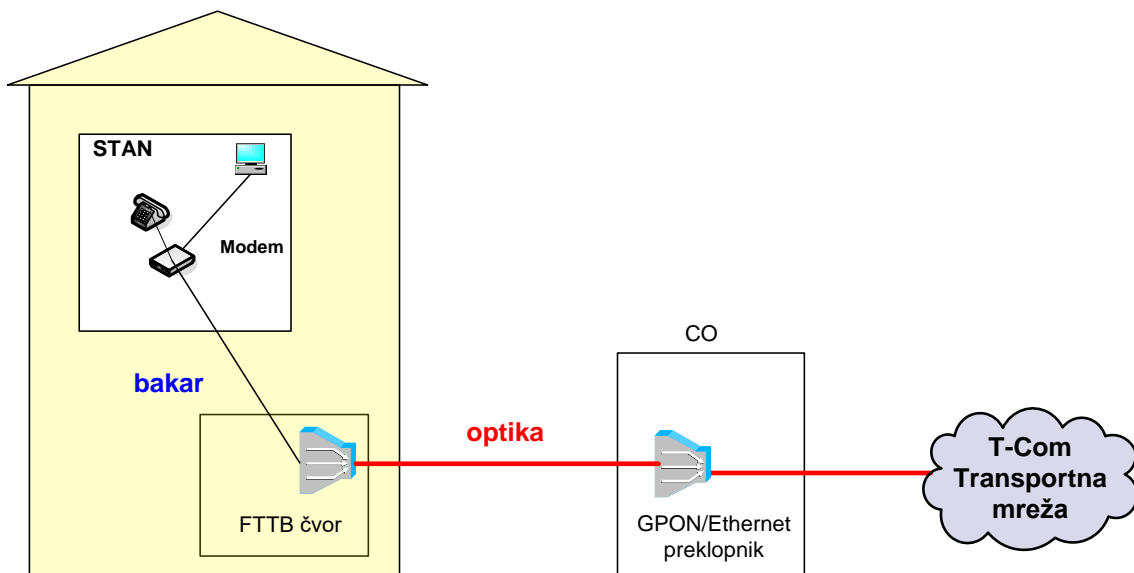 STAN
Modem
bakar
FTTB čvor
optika
CO
GPON/Ethernet
preklopnik
T-Com
Transportna
mreža